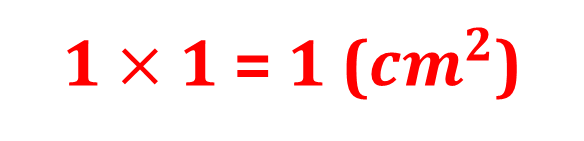 1 × 1 = 1 (cm²)